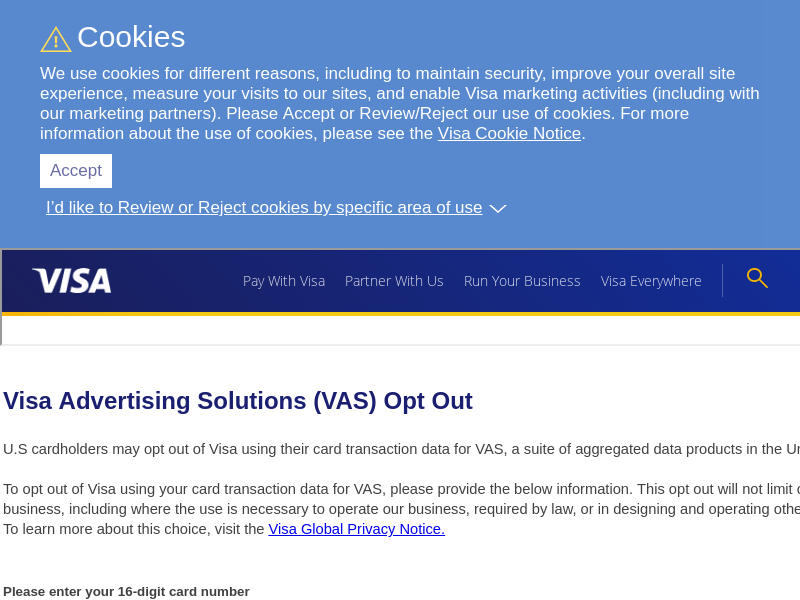 Cookies
We use cookies for different reasons, including to maintain security, improve your overall site
experience, measure your visits to our sites, and enable Visa marketing activities (including with
our marketing partners). Please Accept or Review/Reject our use of cookies. For more
information about the use of cookies, please see the Visa Cookie Notice.
Accept
I'd like to Review or Reject cookies by specific area of use
VISA Pay With Visa Partner With Us Run Your Business Visa Everywhere
Visa Advertising Solutions (VAS) Opt Out
U.S cardholders may opt out of Visa using their card transaction data for VAS, a suite of aggregated data products in the
To opt out of Visa using your card transaction data for VAS, please provide the below information. This opt out will not limit
business, including where the use is necessary to operate our business, required by law, or in designing and operating
To learn more about this choice, visit the Visa Global Privacy Notice.
Please enter your 16-digit card number